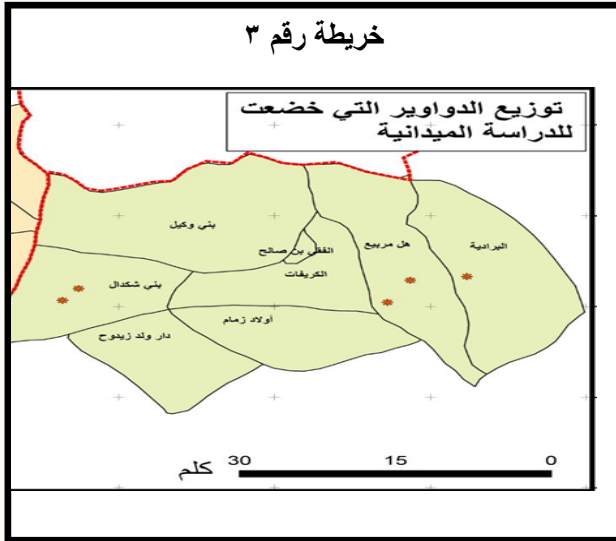 خريطة رقم ٣
توزيع الدواوير التي خضعت
للدراسة الميدانية
بني وكيل
الفقي بن صالح
هل مربيع
البرادية
الكريفات
بني شكدال
أولاد زمام
دار ولد زيدوح
30 15 0
كلم